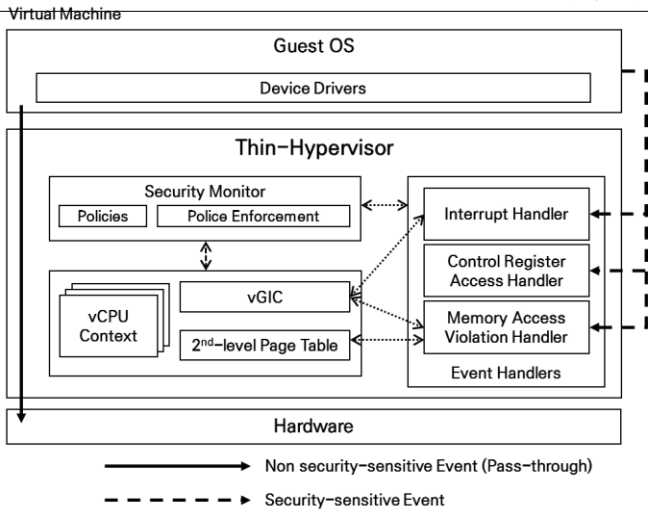 Virtual Machine
Guest OS
Device Drivers
Thin-Hypervisor
Security Monitor
Policies
Police Enforcement
vCPU
Context
vGIC
2nd-level Page Table
Interrupt Handler
Control Register
Access Handler
Memory Access
Violation Handler
Event Handlers
Hardware
Non security-sensitive Event (Pass-through)
Security-sensitive Event